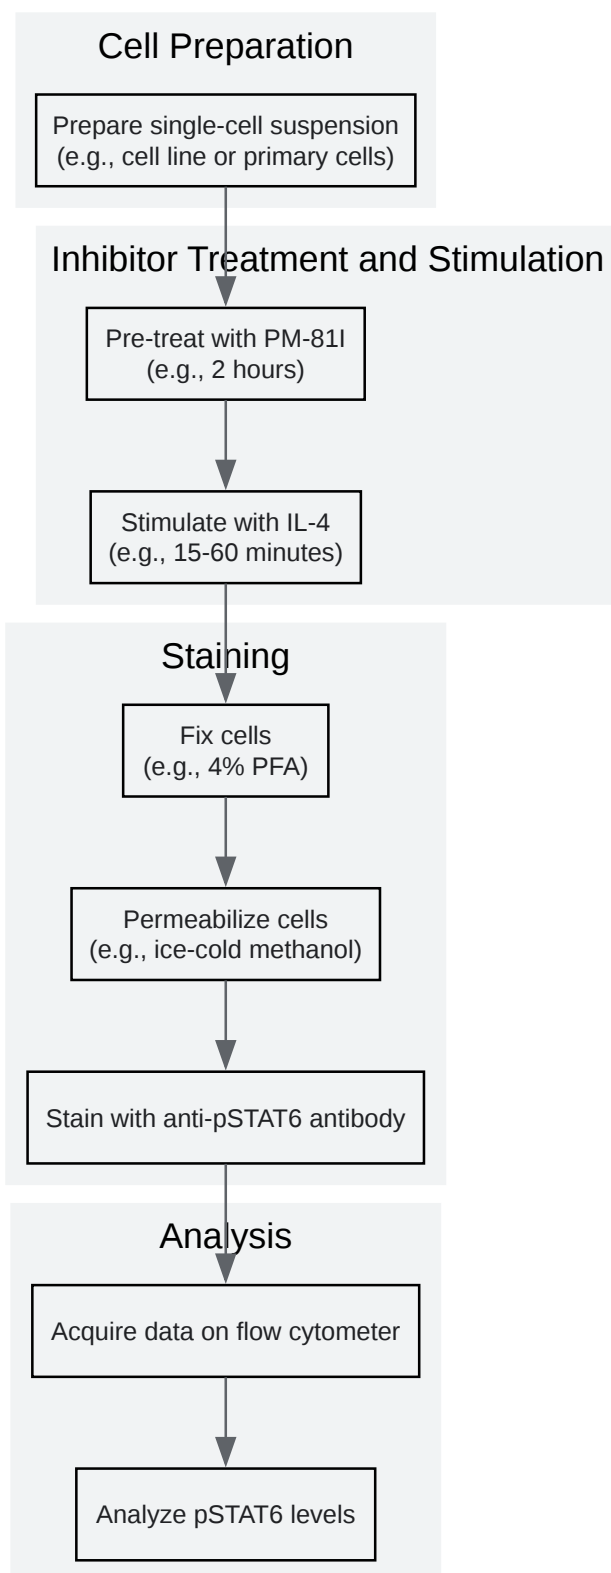 Cell Preparation
Prepare single-cell suspension
(e.g., cell line or primary cells)
Inhibitor Treatment and Stimulation
Pre-treat with PM-81I
(e.g., 2 hours)
Stimulate with IL-4
(e.g., 15-60 minutes)
Staining
Fix cells
(e.g., 4% PFA)
Permeabilize cells
(e.g., ice-cold methanol)
Stain with anti-pSTAT6 antibody
Analysis
Acquire data on flow cytometer
Analyze pSTAT6 levels